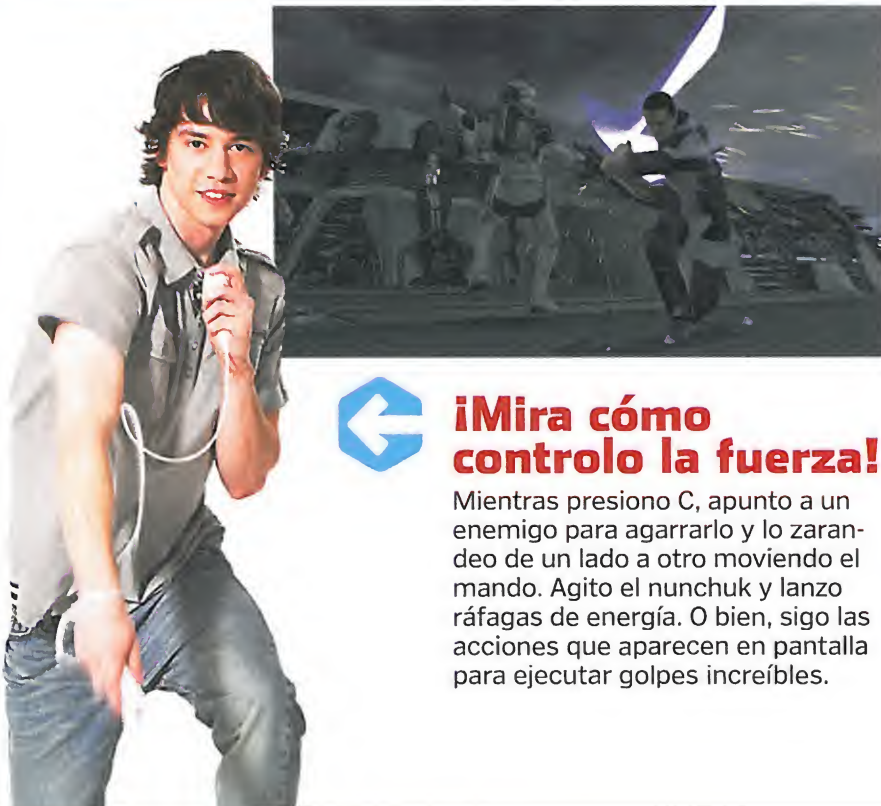 ¡Mira cómo
controlo la fuerza!
Mientras presiono C, apunto a un
enemigo para agarrarlo y lo zaran-
deo de un lado a otro moviendo el
mando. Agito el nunchuk y lanzo
ráfagas de energía. O bien, sigo las
acciones que aparecen en pantalla
para ejecutar golpes increíbles.